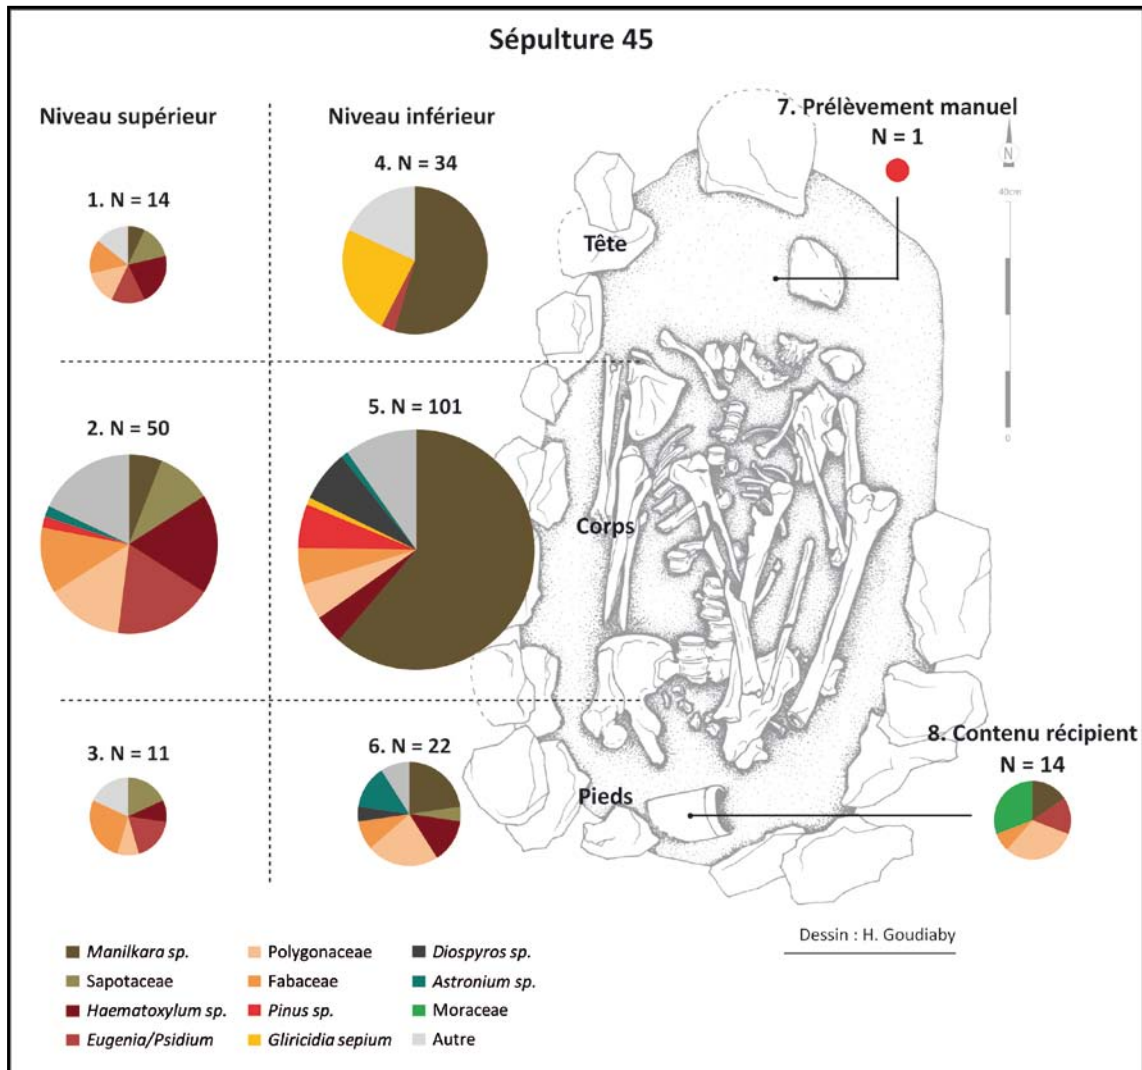 Sépulture 45
Niveau supérieur
Niveau inférieur
7. Prélèvement manuel
N = 1
N
40cm
0
1. N = 14
4. N = 34
Tête
2. N = 50
5. N = 101
Corps
3. N = 11
6. N = 22
Pieds
8. Contenu récipient
N = 14
Dessin : H. Goudiaby
Manilkara sp.
Sapotaceae
Haematoxylum sp.
Eugenia/Psidium
Polygonaceae
Fabaceae
Pinus sp.
Gliricidia sepium
Diospyros sp.
Astronium sp.
Moraceae
Autre